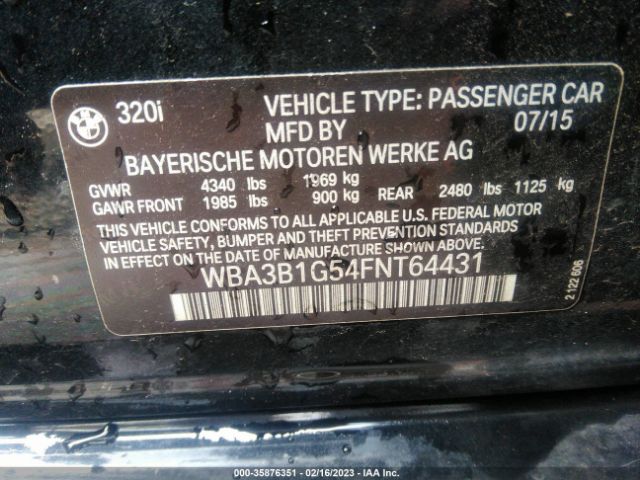 BMW
320i VEHICLE TYPE: PASSENGER CAR
MFD BY 07/15
BAYERISCHE MOTOREN WERKE AG
GVWR 4340 lbs 1969 kg
GAWR FRONT 1985 lbs 900 kg REAR 2480 lbs 1125 kg
THIS VEHICLE CONFORMS TO ALL APPLICABLE U.S. FEDERAL MOTOR
VEHICLE SAFETY, BUMPER AND THEFT PREVENTION STANDARDS
IN EFFECT ON THE DATE OF MANUFACTURE SHOWN ABOVE.
WBA3B1G54FNT64431
2 122 606
000-35876351 - 02/16/2023 - IAA Inc.